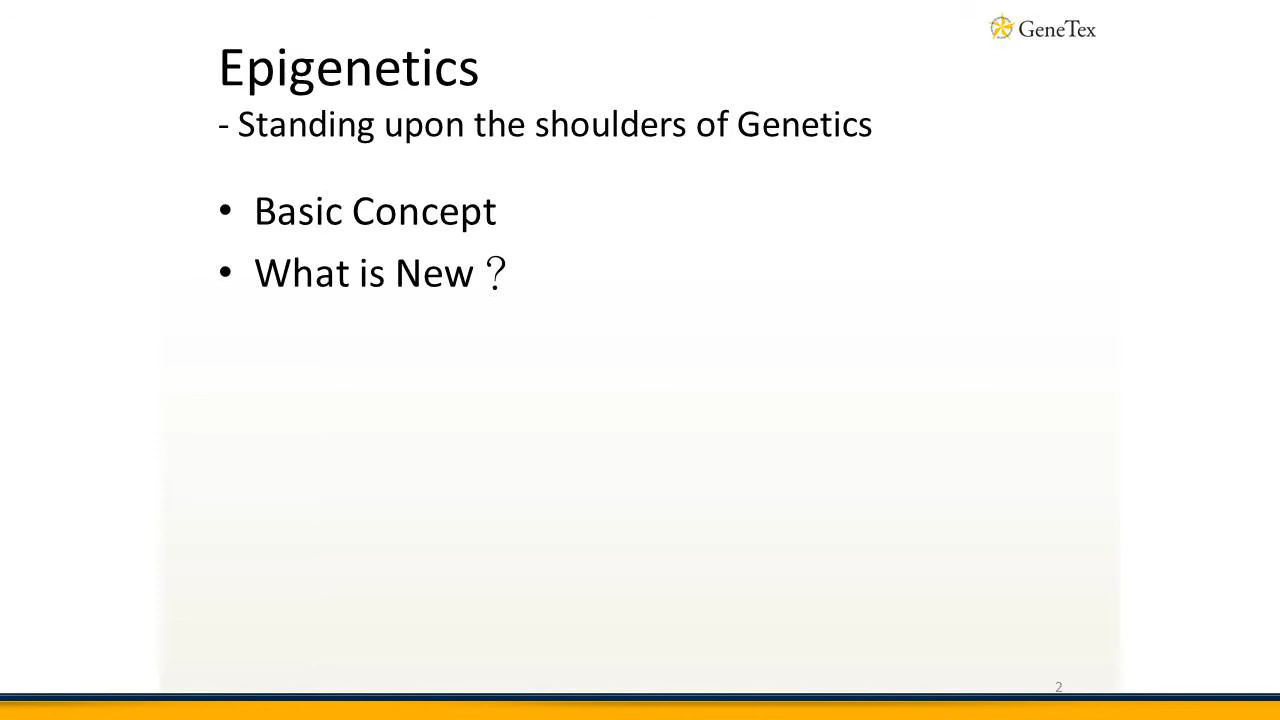 GeneTex
Epigenetics
- Standing upon the shoulders of Genetics
• Basic Concept
• What is New？
2